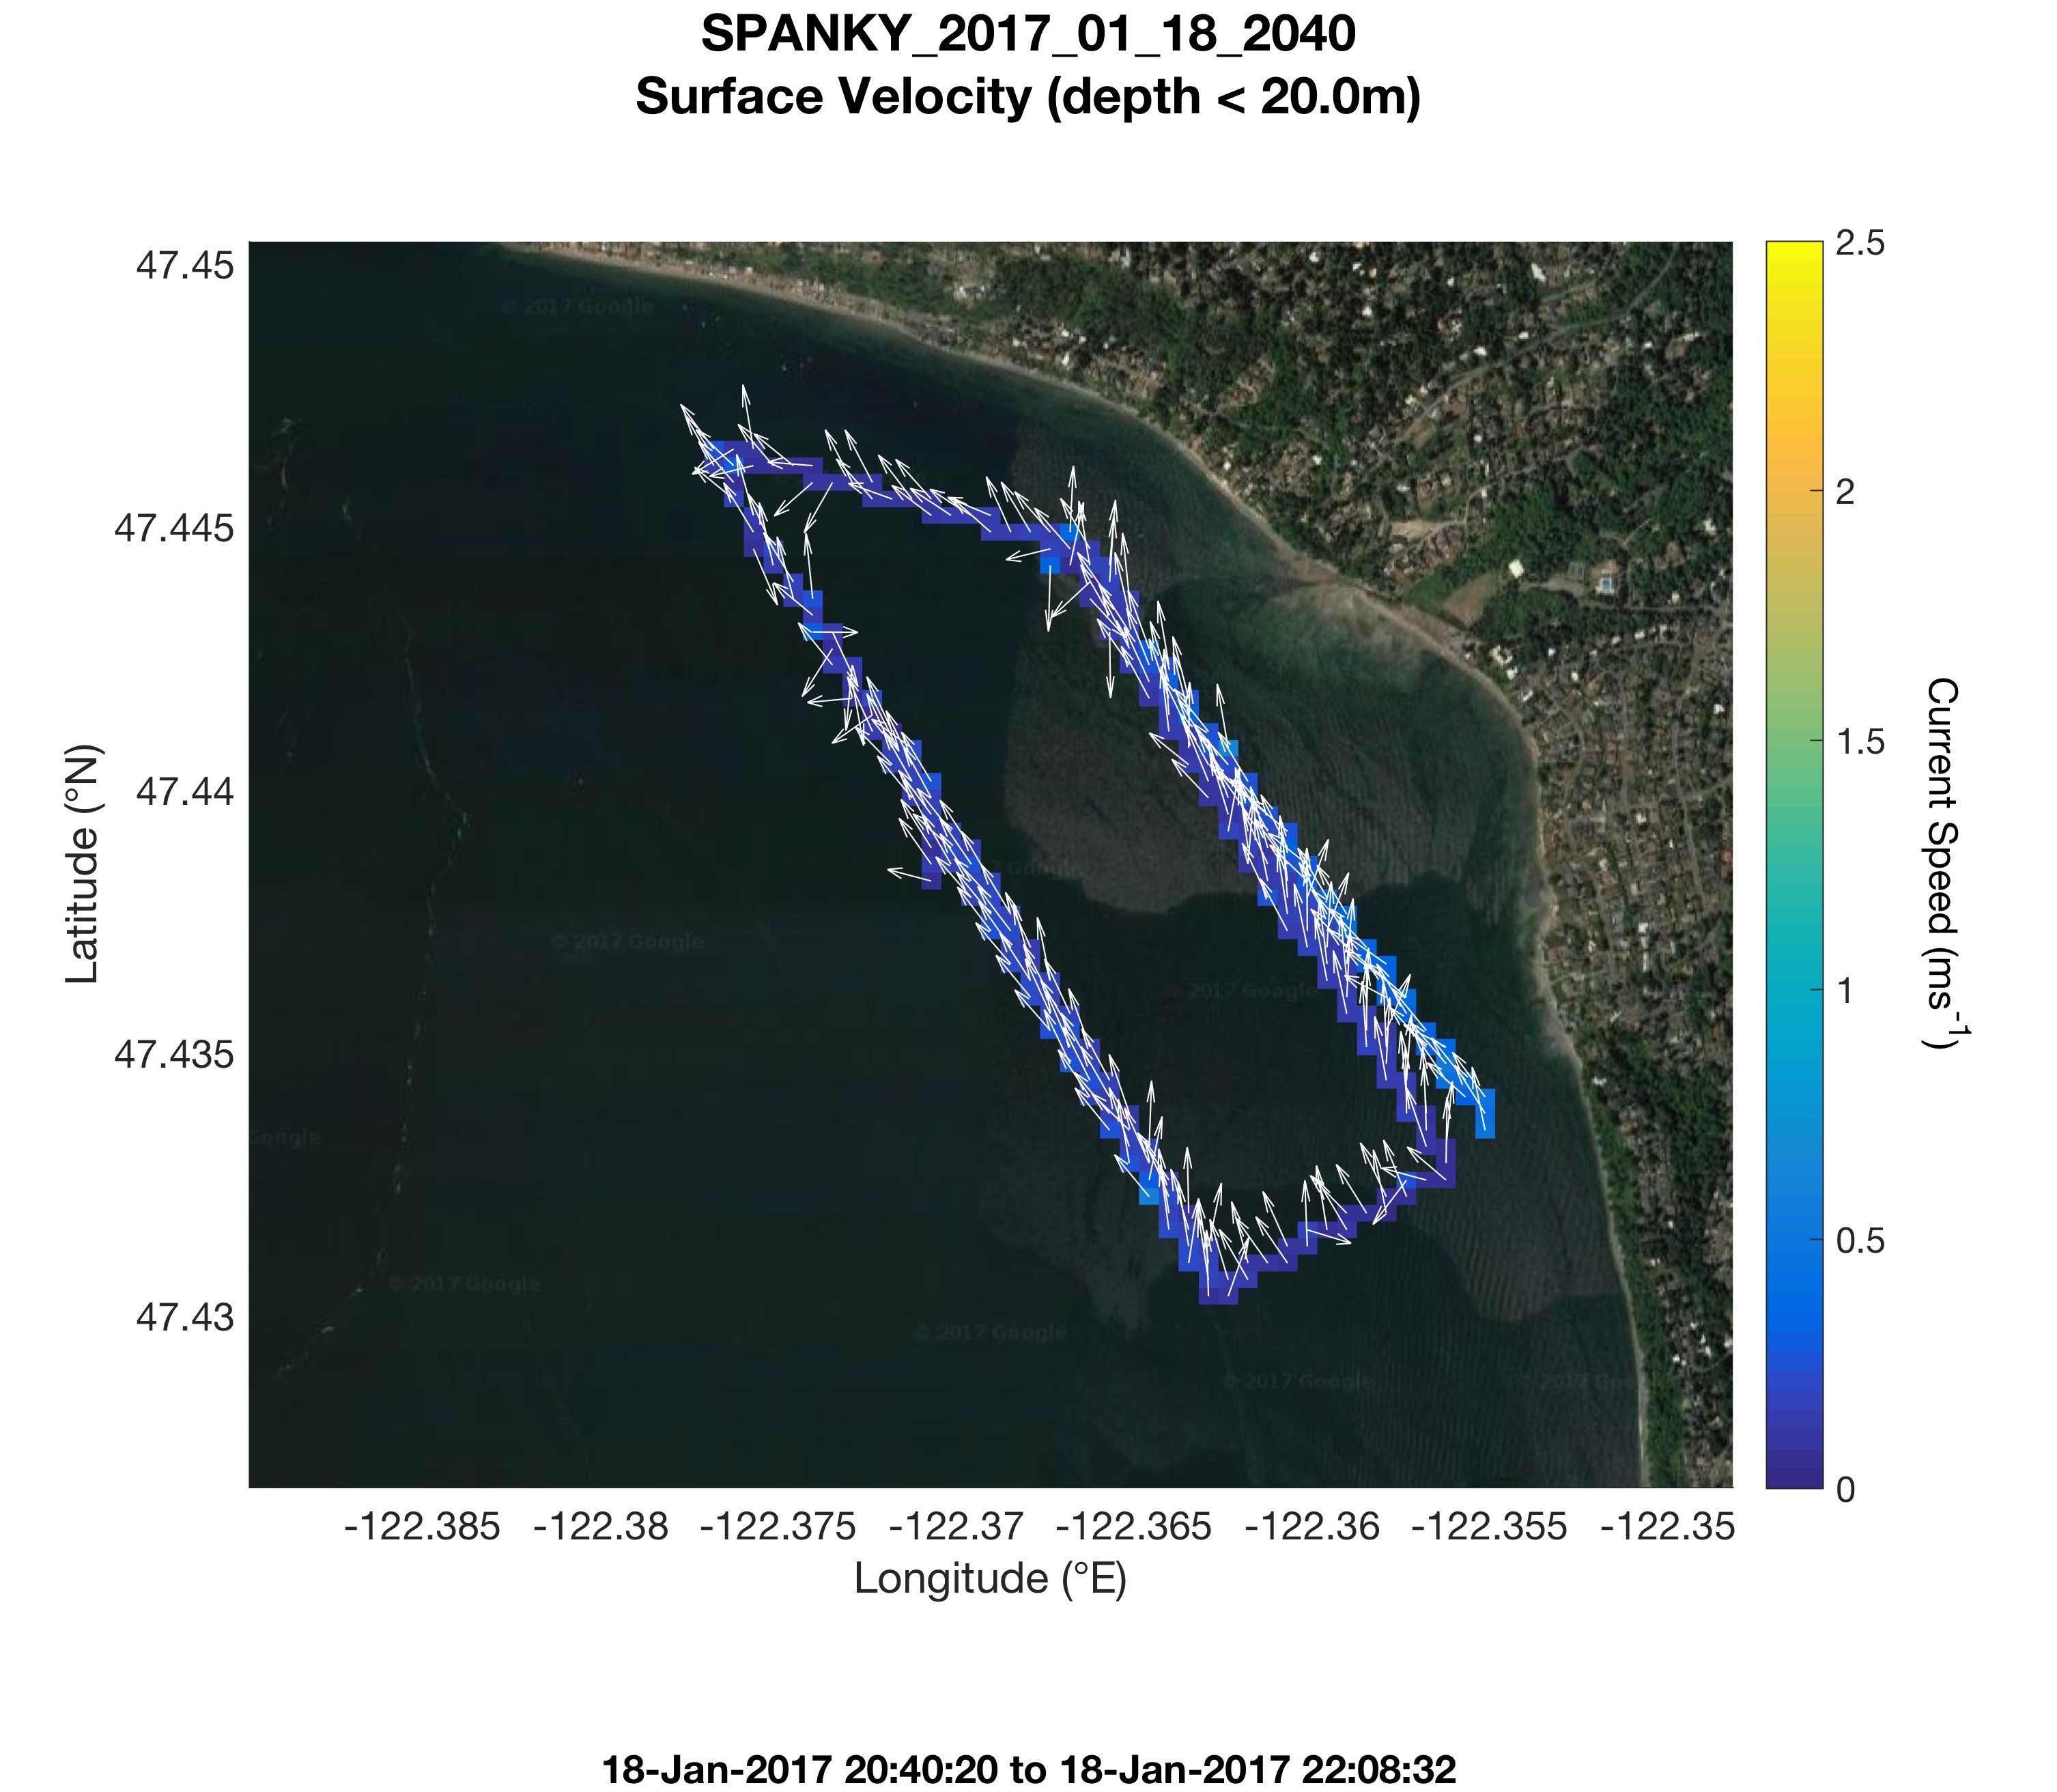 SPANKY_2017_01_18_2040
Surface Velocity (depth < 20.0m)
47.45
47.445
47.44
47.435
47.43
Latitude (°N)
© 2017 Google
© 2017 Google
© 2017 Google
Google
© 2017 Google
© 2017 Google
2017 Google
-122.385
-122.38
-122.375
-122.37
-122.365
-122.36
-122.355
-122.35
Longitude (°E)
2.5
2
1.5
1
0.5
0
Current Speed (ms-1)
18-Jan-2017 20:40:20 to 18-Jan-2017 22:08:32